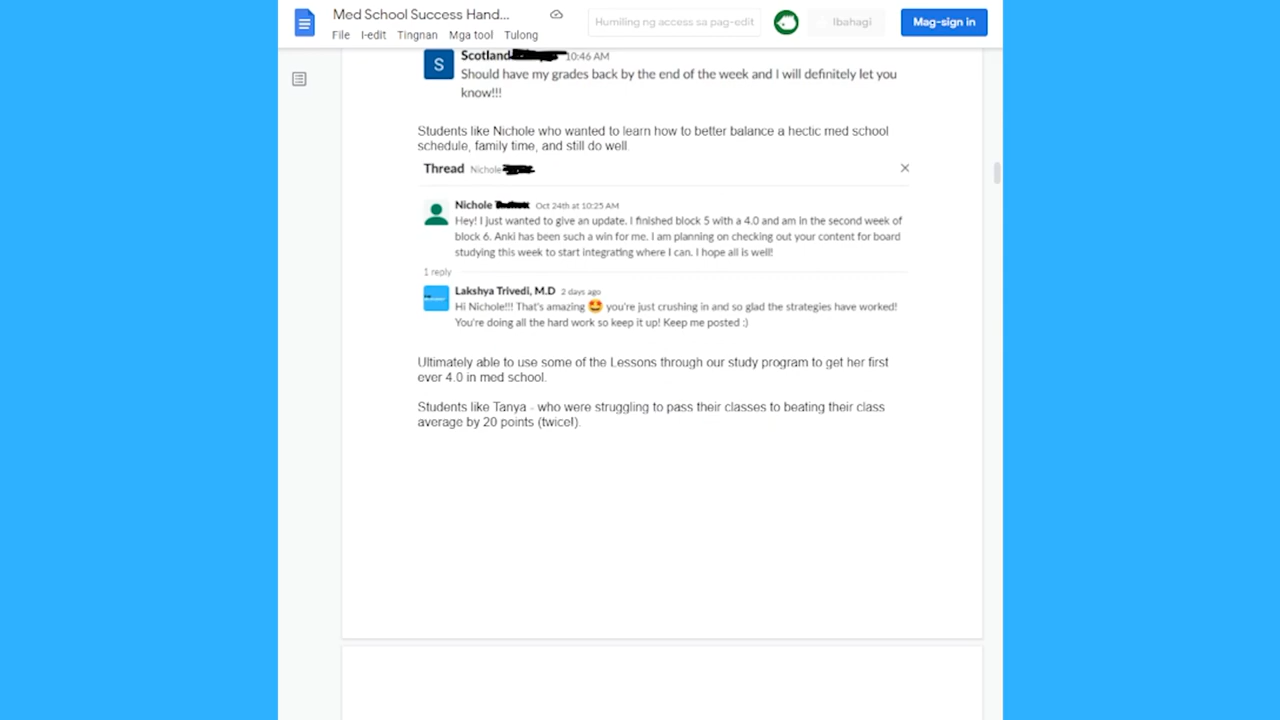 Med School Success Hand...
Humiling ng access sa pag-edit
Ibahagi
Mag-sign in
File I-edit Tingnan Mga tool Tulong
S
Scotland 10:46 AM
Should have my grades back by the end of the week and I will definitely let you
know!!!
Students like Nichole who wanted to learn how to better balance a hectic med school
schedule, family time, and still do well.
Thread Nichole
Nichole Oct 24th at 10:25 AM
Hey! I just wanted to give an update. I finished block 5 with a 4.0 and am in the second week of
block 6. Anki has been such a win for me. I am planning on checking out your content for board
studying this week to start integrating where I can. I hope all is well!
1 reply
Lakshya Trivedi, M.D 2 days ago
Hi Nichole!!! That's amazing 🤩 you're just crushing in and so glad the strategies have worked!
You're doing all the hard work so keep it up! Keep me posted :)
Ultimately able to use some of the Lessons through our study program to get her first
ever 4.0 in med school.
Students like Tanya - who were struggling to pass their classes to beating their class
average by 20 points (twice!).